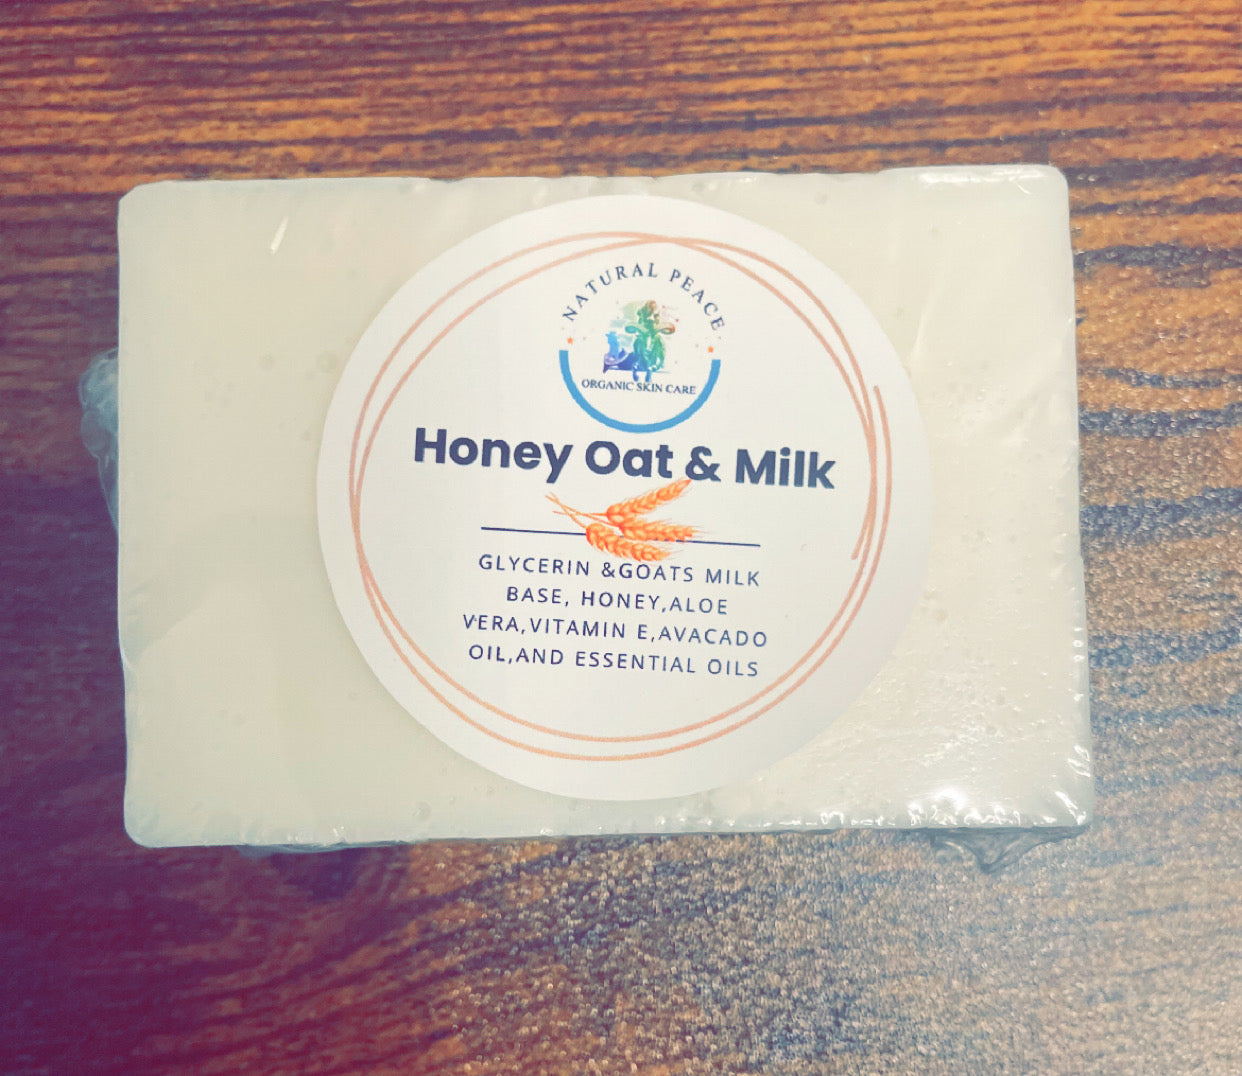 NATURAL PEACE
ORGANIC SKIN CARE
Honey Oat & Milk
GLYCERIN &GOATS MILK
BASE, HONEY,ALOE
VERA,VITAMIN E,AVACADO
OIL,AND ESSENTIAL OILS